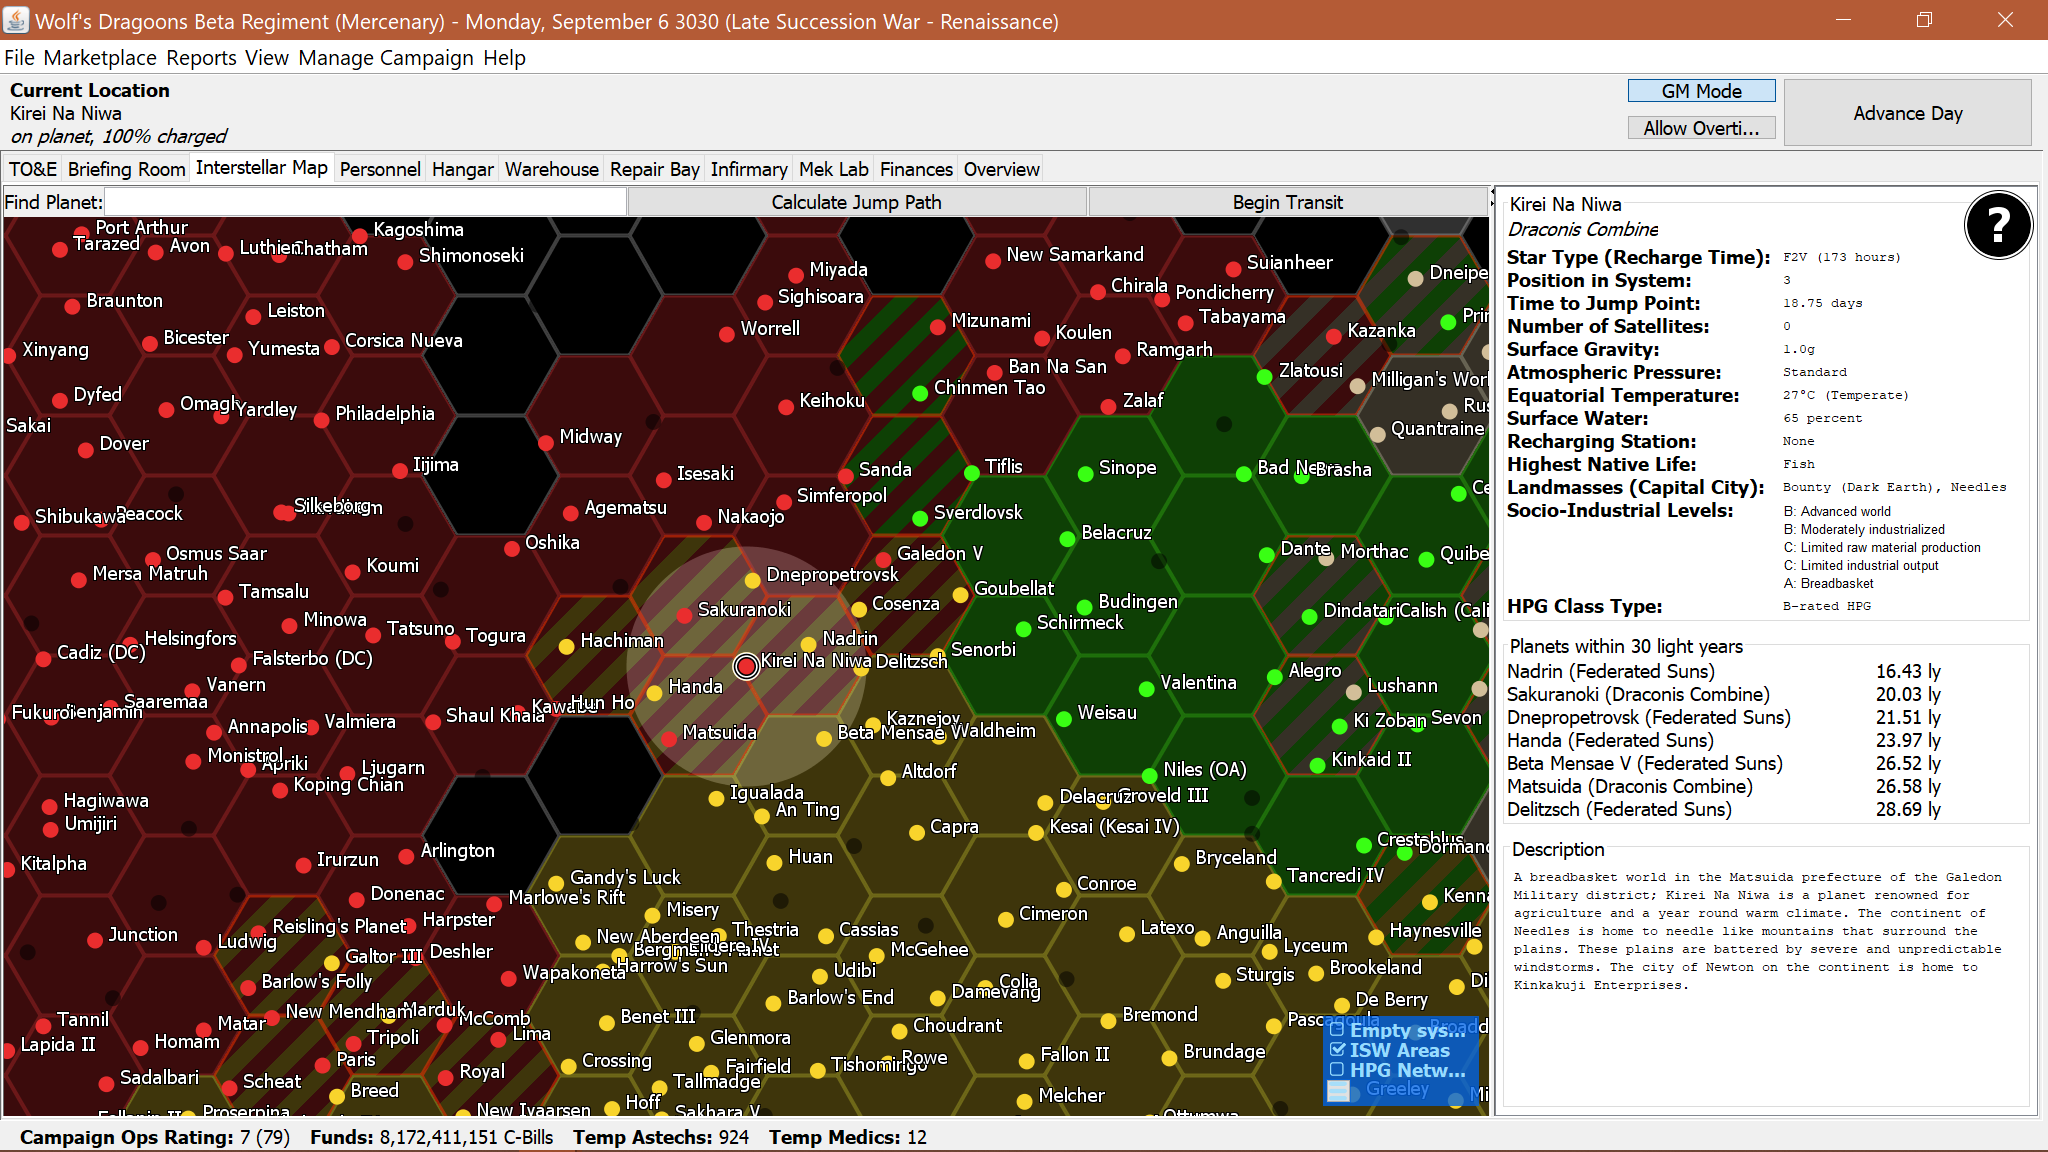 Wolf's Dragoons Beta Regiment (Mercenary) - Monday, September 6 3030 (Late Succession War - Renaissance)
File Marketplace Reports View Manage Campaign Help
Current Location
Kirei Na Niwa
on planet, 100% charged
GM Mode
Allow Overti...
Advance Day
TO&E Briefing Room Interstellar Map Personnel Hangar Warehouse Repair Bay Infirmary Mek Lab Finances Overview
Find Planet:
Calculate Jump Path
Begin Transit
Port Arthur
Tarazed
Avon
Luthien
Chatham
Kagoshima
Shimonoseki
Miyada
Sighisoara
New Samarkand
Chirala
Pondicherry
Suianheer
Tabayama
Dneipe
Prin
Braunton
Leiston
Bicester
Yumesta
Corsica Nueva
Xinyang
Worrell
Mizunami
Koulen
Ramgarh
Kazanka
Ban Na San
Chinmen Tao
Zlatousi
Milligan's Worl
Dyfed
Omagh
Yardley
Philadelphia
Keihoku
Zalaf
Rus
Quantraine
Sakai
Dover
Iijima
Midway
Isesaki
Sanda
Tiflis
Sinope
Bad Ne
Brasha
Simferopol
Ce
Shibukawa
Peacock
Silkeborg
Agematsu
Nakaojo
Sverdlovsk
Belacruz
Oshika
Osmus Saar
Mersa Matruh
Koumi
Galedon V
Dante
Morthac
Quibe
Dnepropetrovsk
Goubellat
Tamsalu
Minowa
Tatsuno
Togura
Sakuranoki
Cosenza
Budingen
Schirmeck
Dindatari
Calish (Cali
Helsingfors
Cadiz (DC)
Falsterbo (DC)
Hachiman
Nadrin
Kirei Na Niwa
Delitzsch
Senorbi
Alegro
Lushann
Vanern
Saaremaa
Fukuroi
Benjamin
Annapolis
Valmiera
Shaul Khala
Kawabe
Hun Ho
Handa
Valentina
Weisau
Ki Zoban
Sevon
Matsuida
Kaznejov
Beta Mensae V
Waldheim
Monistrol
Apriki
Ljugarn
Koping Chian
Altdorf
Niles (OA)
Kinkaid II
Hagiwawa
Umijiri
Igualada
An Ting
Delacruz
Groveld III
Capra
Kesai (Kesai IV)
Kitalpha
Irurzun
Arlington
Huan
Bryceland
Crestoblus
Dormand
Donenac
Gandy's Luck
Marlowe's Rift
Conroe
Tancredi IV
Kenna
Reisling's Planet
Harpster
Misery
Cimeron
Junction
Ludwig
Galtor III
Deshler
New Aberdeen
Thestria
Cassias
McGehee
Latexo
Anguilla
Lyceum
Haynesville
Harrow's Sun
Wapakoneta
Barlow's Folly
Udibi
Colia
Damevang
Sturgis
Brookeland
Di
Barlow's End
De Berry
Tannil
Matar
New Mendham
Marduk
McComb
Benet III
Choudrant
Bremond
Pascagoula
Lapida II
Homam
Tripoli
Lima
Glenmora
Paris
Crossing
Fairfield
Tishomingo
Rowe
Fallon II
Brundage
Sadalbari
Scheat
Royal
Breed
Tallmadge
Melcher
Proserpina
New Ivaarsen
Hoff
Sakhara V
Ottumwa
Mi
Empty sys...
ISW Areas
HPG Netw...
Greeley
Kirei Na Niwa
Draconis Combine
?
Star Type (Recharge Time): F2V (173 hours)
Position in System: 3
Time to Jump Point: 18.75 days
Number of Satellites: 0
Surface Gravity: 1.0g
Atmospheric Pressure: Standard
Equatorial Temperature: 27°C (Temperate)
Surface Water: 65 percent
Recharging Station: None
Highest Native Life: Fish
Landmasses (Capital City): Bounty (Dark Earth), Needles
Socio-Industrial Levels: B: Advanced world
B: Moderately industrialized
C: Limited raw material production
C: Limited industrial output
A: Breadbasket
HPG Class Type: B-rated HPG
Planets within 30 light years
Nadrin (Federated Suns) 16.43 ly
Sakuranoki (Draconis Combine) 20.03 ly
Dnepropetrovsk (Federated Suns) 21.51 ly
Handa (Federated Suns) 23.97 ly
Beta Mensae V (Federated Suns) 26.52 ly
Matsuida (Draconis Combine) 26.58 ly
Delitzsch (Federated Suns) 28.69 ly
Description
A breadbasket world in the Matsuida prefecture of the Galedon
Military district; Kirei Na Niwa is a planet renowned for
agriculture and a year round warm climate. The continent of
Needles is home to needle like mountains that surround the
plains. These plains are battered by severe and unpredictable
windstorms. The city of Newton on the continent is home to
Kinkakuji Enterprises.
Campaign Ops Rating: 7 (79) Funds: 8,172,411,151 C-Bills Temp Astechs: 924 Temp Medics: 12